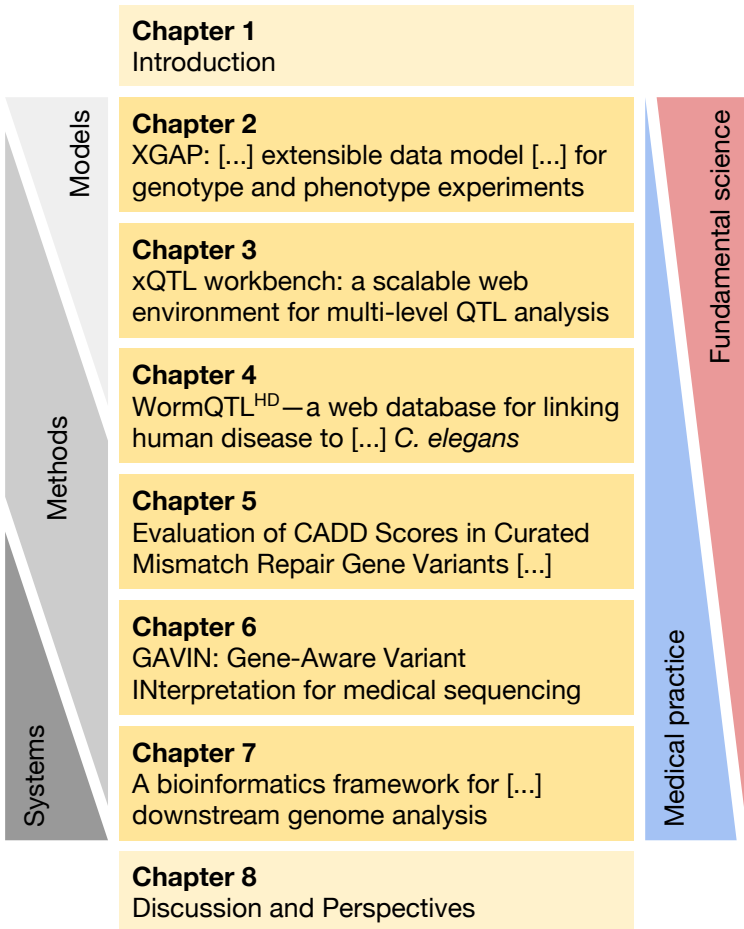 Chapter 1
Introduction
Models
Chapter 2
XGAP: [...] extensible data model [...] for
genotype and phenotype experiments
Fundamental science
Chapter 3
xQTL workbench: a scalable web
environment for multi-level QTL analysis
Methods
Chapter 4
WormQTLᴴᴰ—a web database for linking
human disease to [...] C. elegans
Chapter 5
Evaluation of CADD Scores in Curated
Mismatch Repair Gene Variants [...]
Chapter 6
GAVIN: Gene-Aware Variant
INterpretation for medical sequencing
Medical practice
Systems
Chapter 7
A bioinformatics framework for [...]
downstream genome analysis
Chapter 8
Discussion and Perspectives